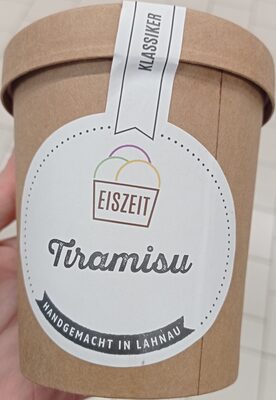 KLASSIKER
EISZEIT
Tiramisu
HANDGEMACHT IN LAHNAU